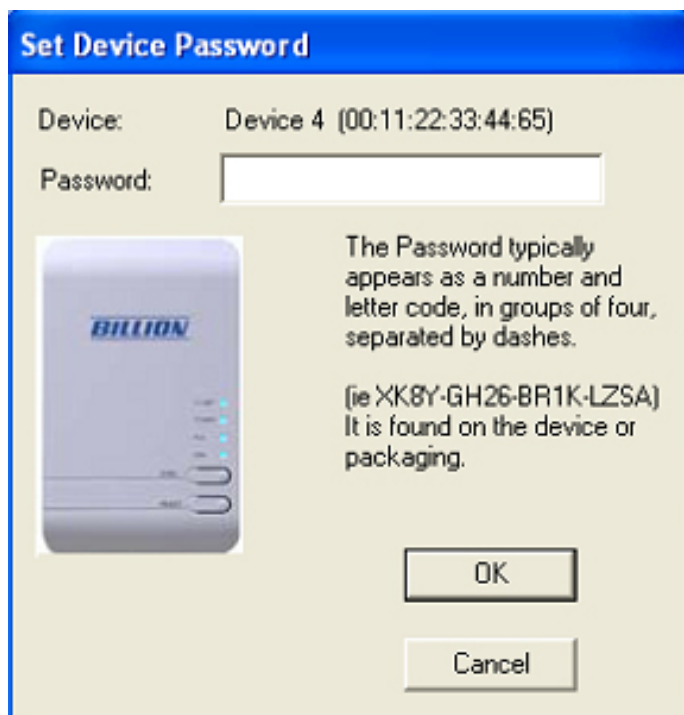 Set Device Password
Device: Device 4 (00:11:22:33:44:65)
Password:
The Password typically
appears as a number and
letter code, in groups of four,
separated by dashes.
(ie XK8Y-GH26-BR1K-LZSA)
It is found on the device or
packaging.
BILLION
OK
Cancel